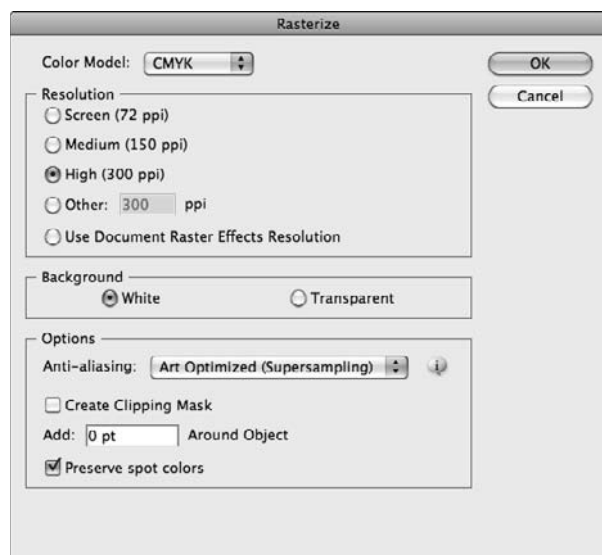 Rasterize
Color Model: CMYK
OK
Cancel
Resolution
Screen (72 ppi)
Medium (150 ppi)
High (300 ppi)
Other: 300 ppi
Use Document Raster Effects Resolution
Background
White Transparent
Options
Anti-aliasing: Art Optimized (Supersampling)
Create Clipping Mask
Add: 0 pt Around Object
Preserve spot colors